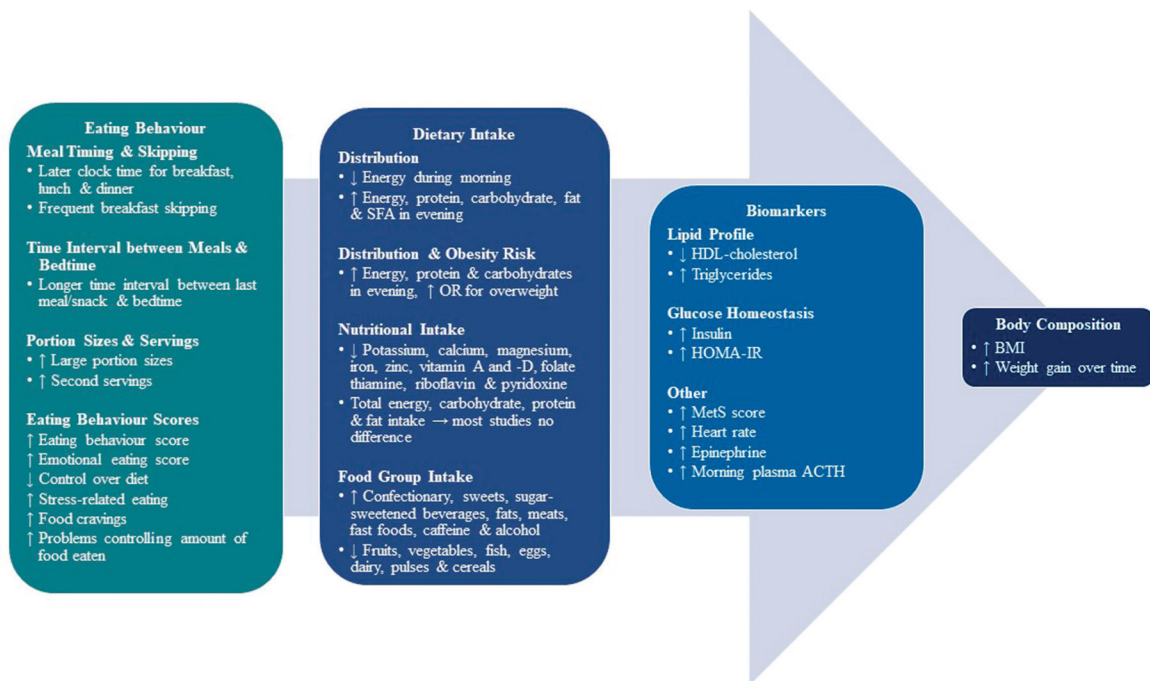 Eating Behaviour
Meal Timing & Skipping
• Later clock time for breakfast,
lunch & dinner
• Frequent breakfast skipping
Time Interval between Meals &
Bedtime
• Longer time interval between last
meal/snack & bedtime
Portion Sizes & Servings
• ↑ Large portion sizes
• ↑ Second servings
Eating Behaviour Scores
↑ Eating behaviour score
↑ Emotional eating score
↓ Control over diet
↑ Stress-related eating
↑ Food cravings
↑ Problems controlling amount of
food eaten
Dietary Intake
Distribution
• ↓ Energy during morning
• ↑ Energy, protein, carbohydrate, fat
& SFA in evening
Distribution & Obesity Risk
• ↑ Energy, protein & carbohydrates
in evening, ↑ OR for overweight
Nutritional Intake
• ↓ Potassium, calcium, magnesium,
iron, zinc, vitamin A and -D, folate
thiamine, riboflavin & pyridoxine
• Total energy, carbohydrate, protein
& fat intake → most studies no
difference
Food Group Intake
• ↑ Confectionary, sweets, sugar-
sweetened beverages, fats, meats,
fast foods, caffeine & alcohol
• ↓ Fruits, vegetables, fish, eggs,
dairy, pulses & cereals
Biomarkers
Lipid Profile
• ↓ HDL-cholesterol
• ↑ Triglycerides
Glucose Homeostasis
• ↑ Insulin
• ↑ HOMA-IR
Other
• ↑ MetS score
• ↑ Heart rate
• ↑ Epinephrine
• ↑ Morning plasma ACTH
Body Composition
• ↑ BMI
• ↑ Weight gain over time